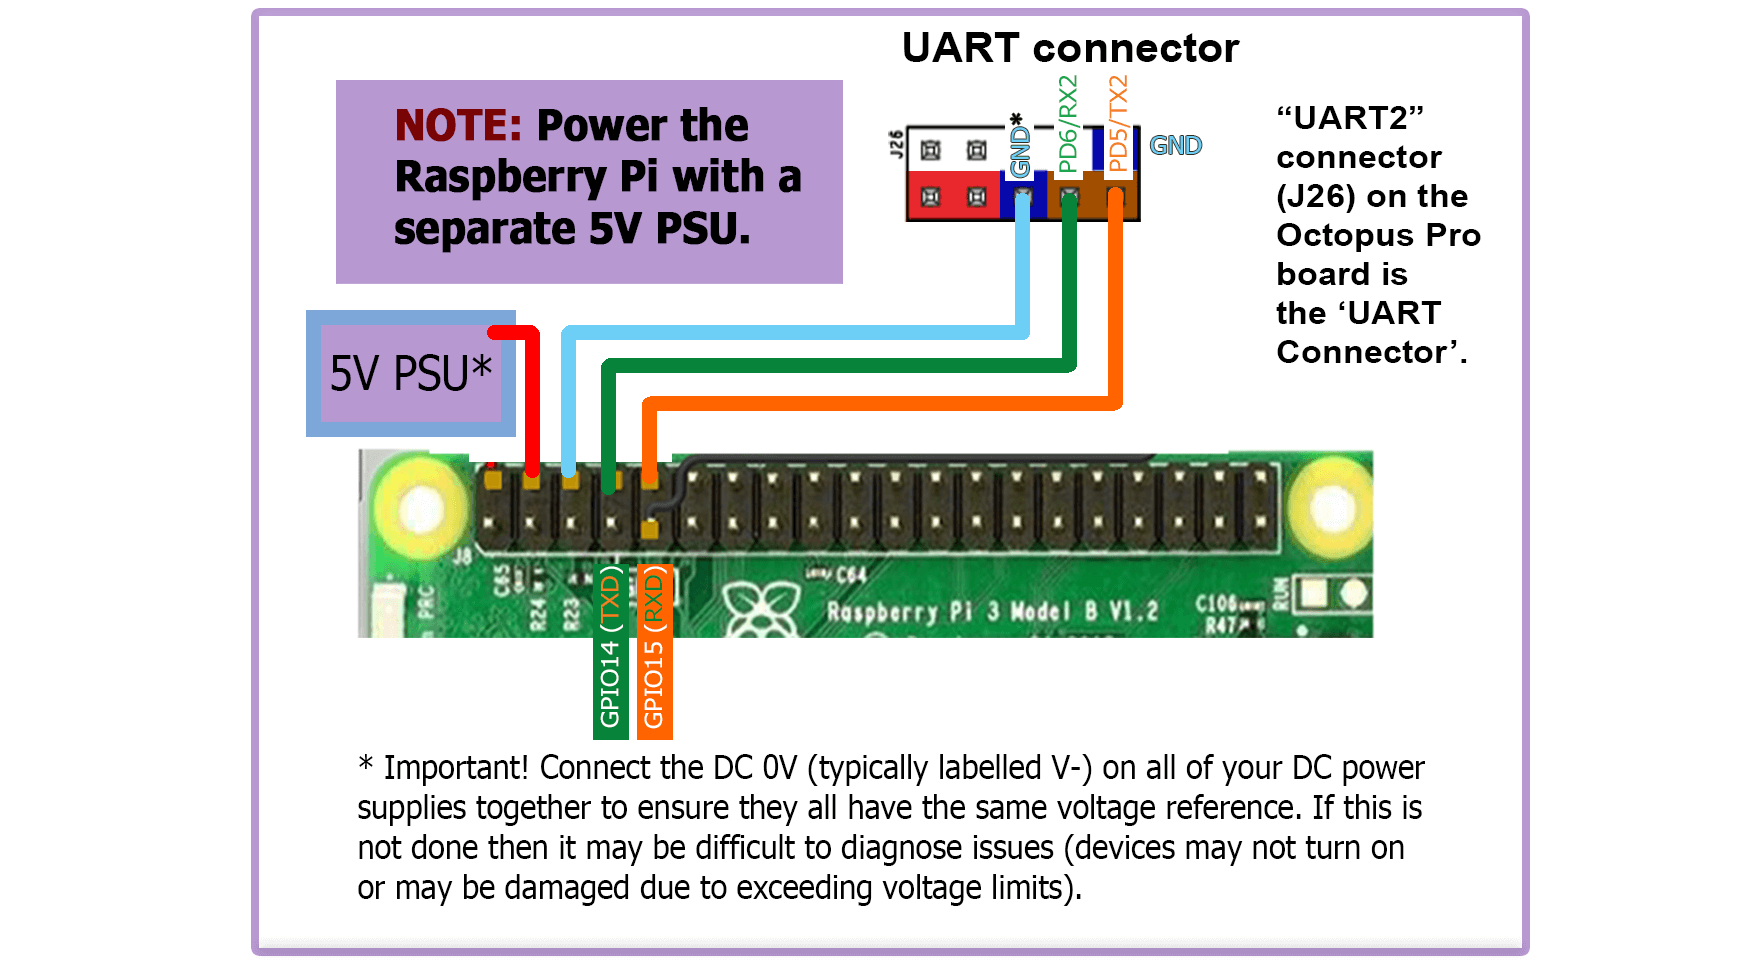 UART connector
NOTE: Power the
Raspberry Pi with a
separate 5V PSU.
J26
GND*
PD6/RX2
PD5/TX2
GND
“UART2”
connector
(J26) on the
Octopus Pro
board is
the ‘UART
Connector’.
5V PSU*
J8
C65
R24
R23
PRC
C64
Raspberry Pi 3 Model B V1.2
C106
R47
RUN
GPIO14 (TXD)
GPIO15 (RXD)
* Important! Connect the DC 0V (typically labelled V-) on all of your DC power
supplies together to ensure they all have the same voltage reference. If this is
not done then it may be difficult to diagnose issues (devices may not turn on
or may be damaged due to exceeding voltage limits).